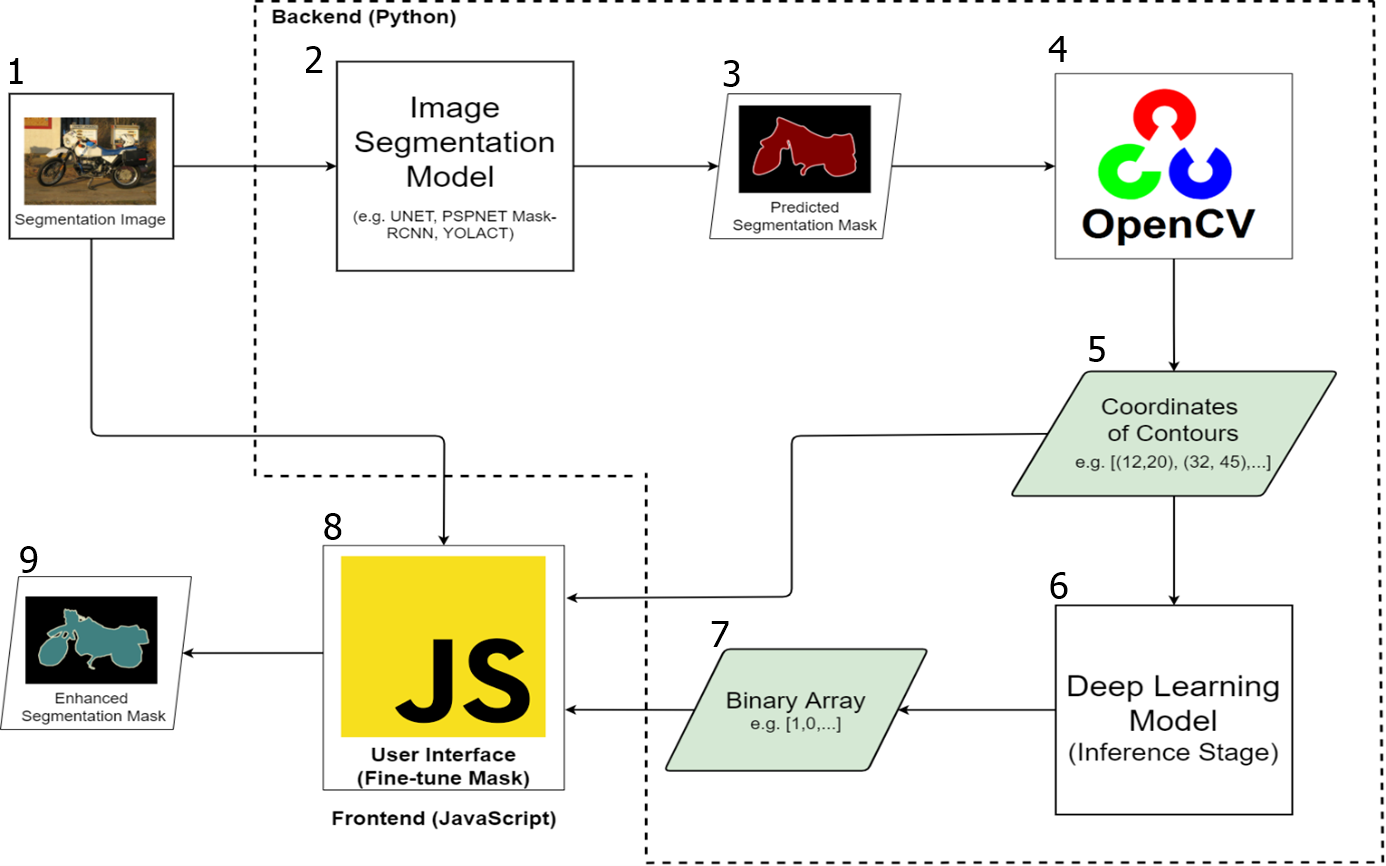 Backend (Python)
1
Segmentation Image
2
Image
Segmentation
Model
(e.g. UNET, PSPNET Mask-
RCNN, YOLACT)
3
Predicted
Segmentation Mask
4
OpenCV
5
Coordinates
of Contours
e.g. [(12,20), (32, 45),...]
6
Deep Learning
Model
(Inference Stage)
7
Binary Array
e.g. [1,0,...]
8
JS
User Interface
(Fine-tune Mask)
Frontend (JavaScript)
9
Enhanced
Segmentation Mask